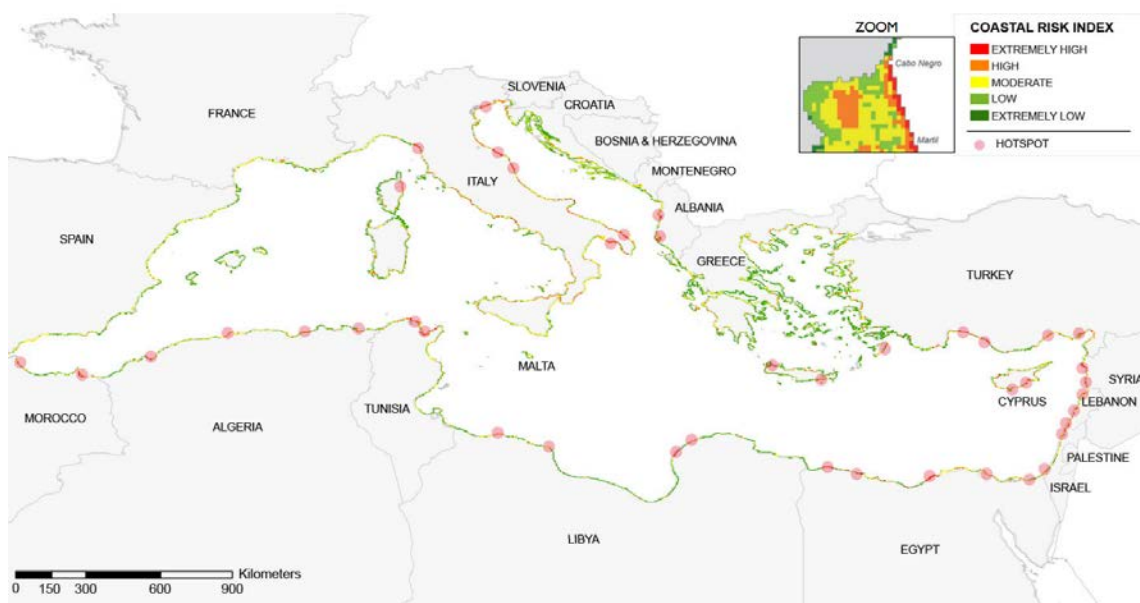 ZOOM
Cabo Negro
Martil
COASTAL RISK INDEX
EXTREMELY HIGH
HIGH
MODERATE
LOW
EXTREMELY LOW
HOTSPOT
SLOVENIA
CROATIA
FRANCE
BOSNIA & HERZEGOVINA
MONTENEGRO
ITALY
ALBANIA
SPAIN
GREECE
TURKEY
MALTA
SYRIA
CYPRUS
LEBANON
MOROCCO
TUNISIA
ALGERIA
PALESTINE
ISRAEL
LIBYA
EGYPT
Kilometers
0 150 300 600 900